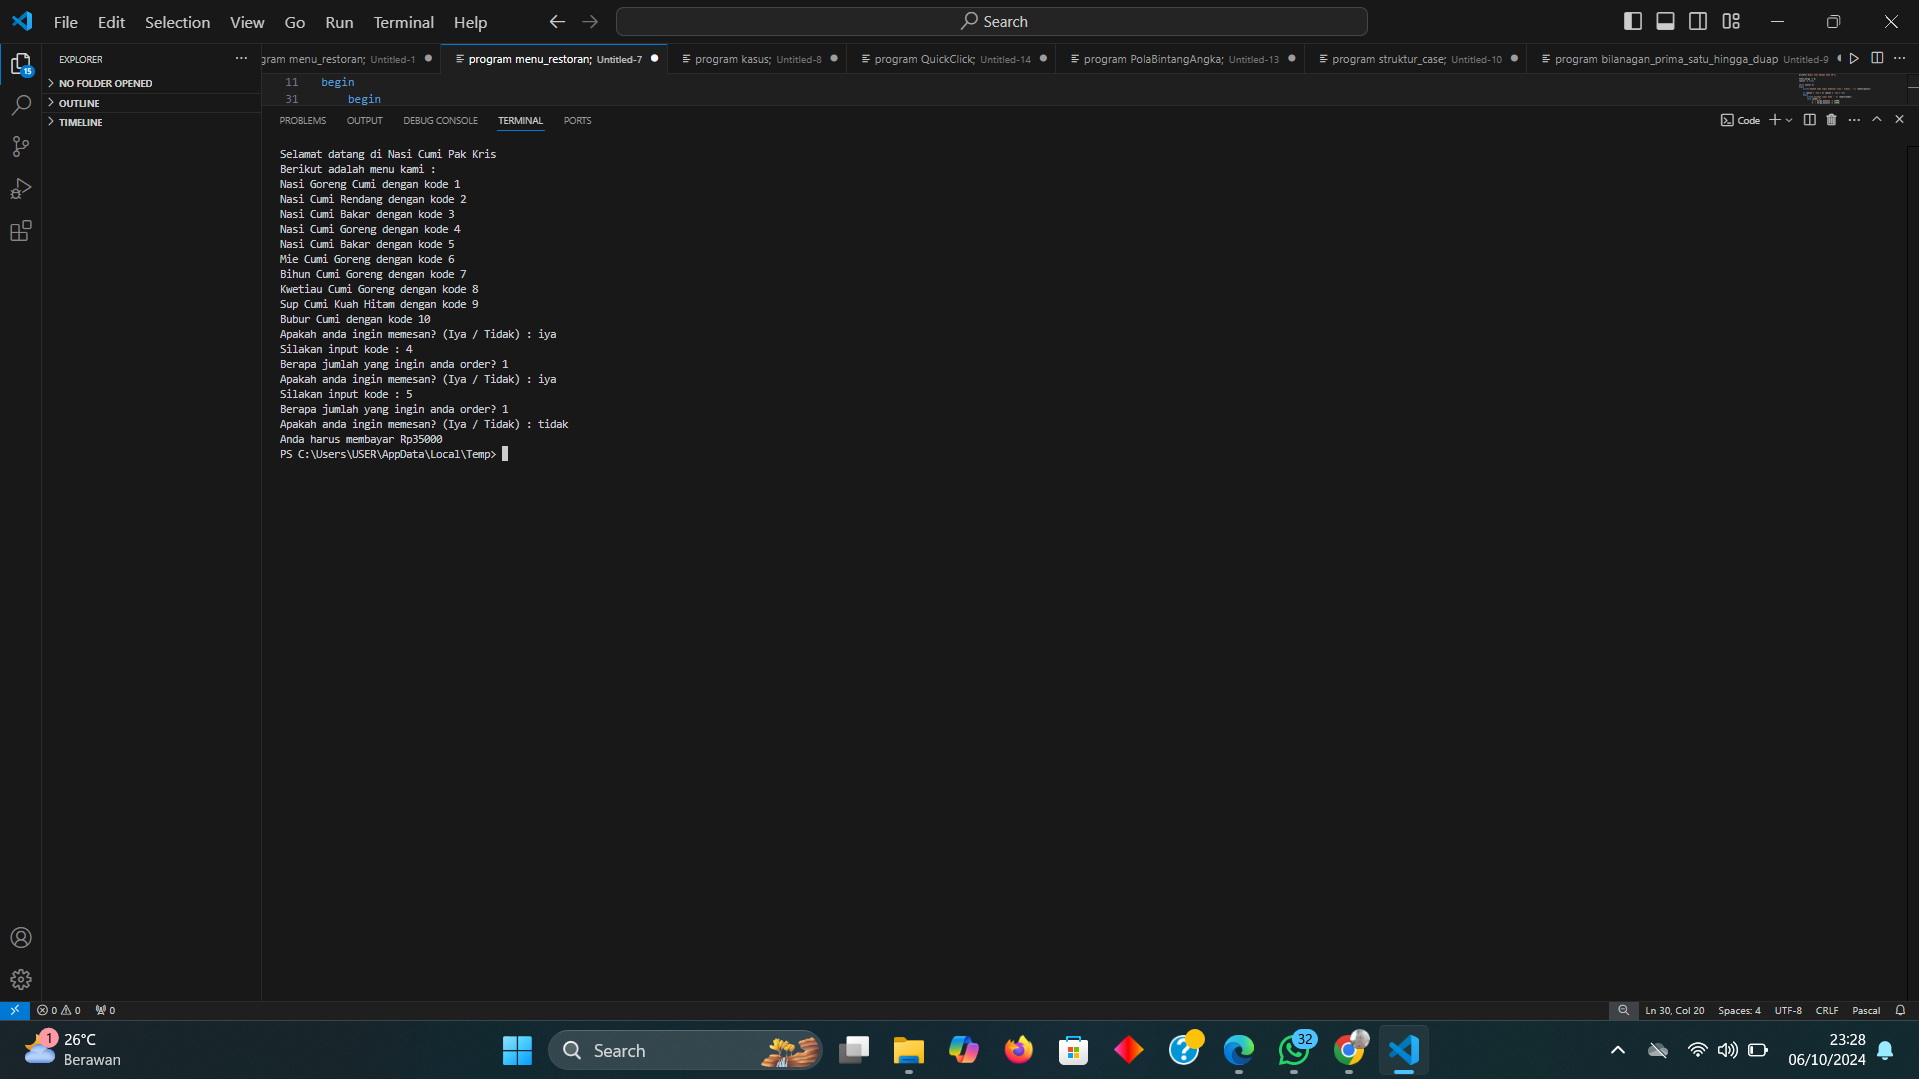 File Edit Selection View Go Run Terminal Help
Search
EXPLORER
15
NO FOLDER OPENED
OUTLINE
TIMELINE
gram menu_restoran; Untitled-1
program menu_restoran; Untitled-7
program kasus; Untitled-8
program QuickClick; Untitled-14
program PolaBintangAngka; Untitled-13
program struktur_case; Untitled-10
program bilanagan_prima_satu_hingga_duap Untitled-9
11 begin
31 begin
PROBLEMS OUTPUT DEBUG CONSOLE TERMINAL PORTS
Code
Selamat datang di Nasi Cumi Pak Kris
Berikut adalah menu kami :
Nasi Goreng Cumi dengan kode 1
Nasi Cumi Rendang dengan kode 2
Nasi Cumi Bakar dengan kode 3
Nasi Cumi Goreng dengan kode 4
Nasi Cumi Bakar dengan kode 5
Mie Cumi Goreng dengan kode 6
Bihun Cumi Goreng dengan kode 7
Kwetiau Cumi Goreng dengan kode 8
Sup Cumi Kuah Hitam dengan kode 9
Bubur Cumi dengan kode 10
Apakah anda ingin memesan? (Iya / Tidak) : iya
Silakan input kode : 4
Berapa jumlah yang ingin anda order? 1
Apakah anda ingin memesan? (Iya / Tidak) : iya
Silakan input kode : 5
Berapa jumlah yang ingin anda order? 1
Apakah anda ingin memesan? (Iya / Tidak) : tidak
Anda harus membayar Rp35000
PS C:\Users\USER\AppData\Local\Temp>
0 0 0
Ln 30, Col 20 Spaces: 4 UTF-8 CRLF Pascal
1
26°C
Berawan
Search
32
23:28
06/10/2024